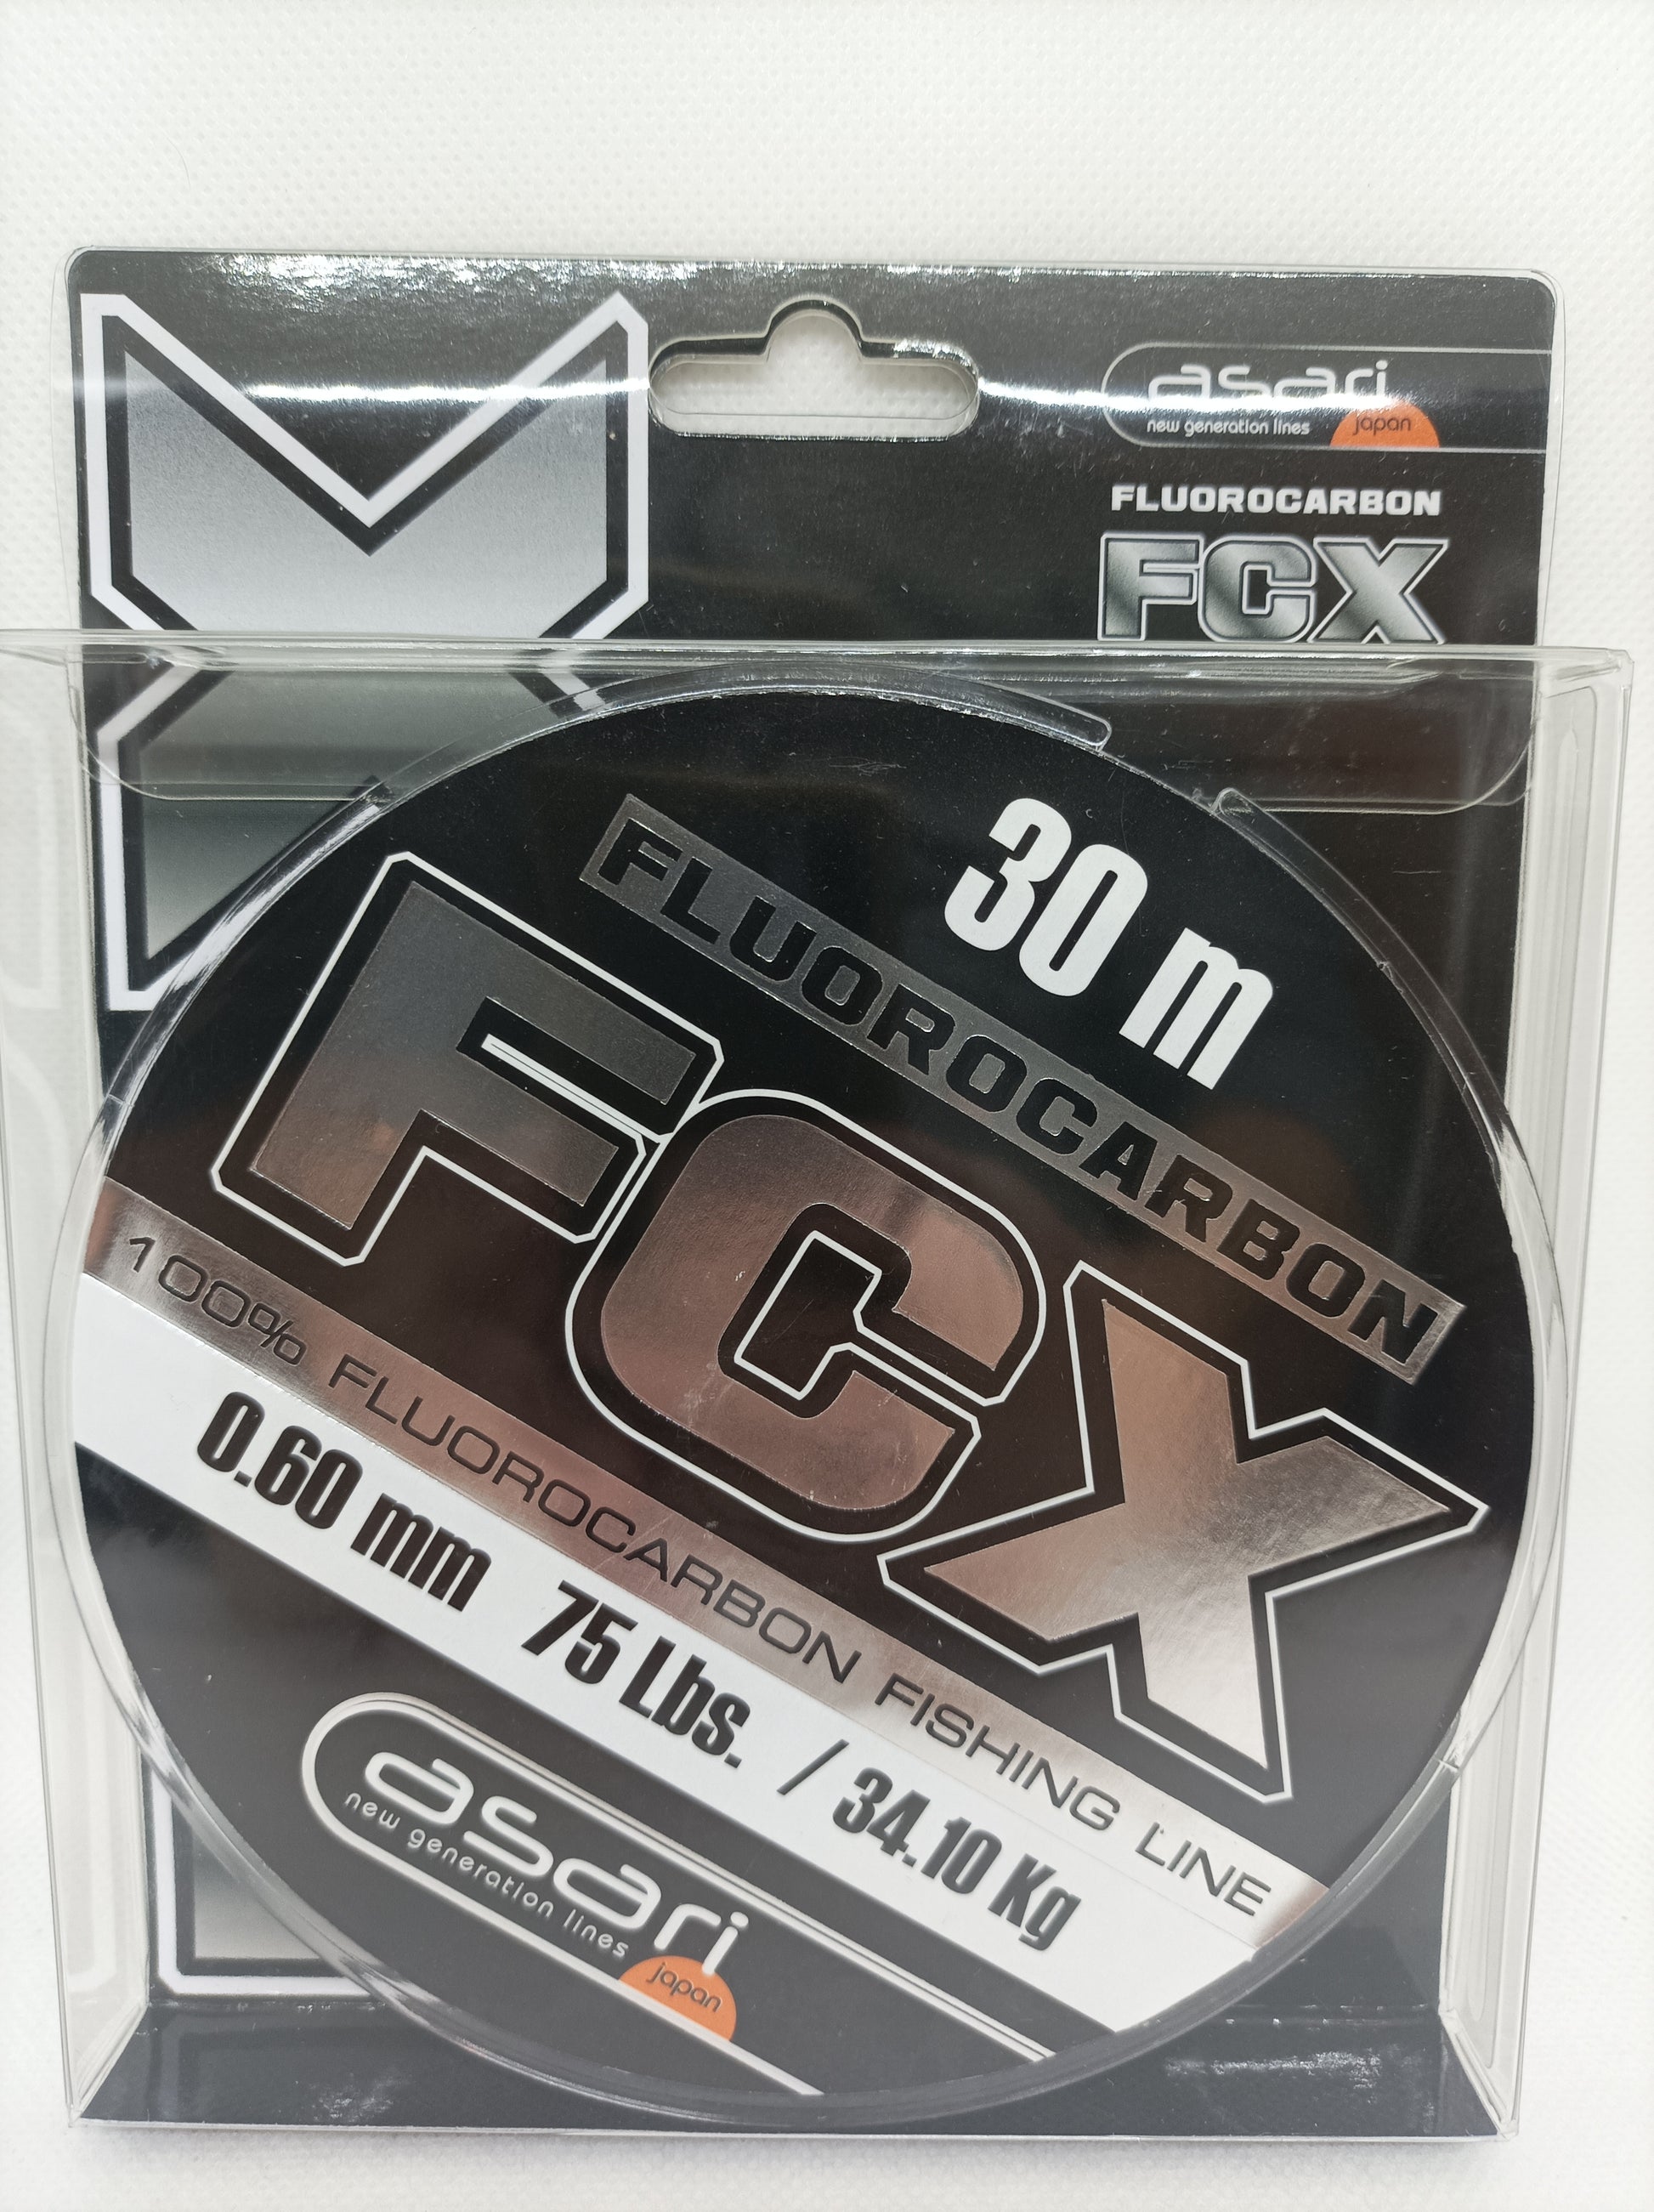 asari
new generation lines japan
FLUOROCARBON
FCX
30 m
FLUOROCARBON
FCX
100% FLUOROCARBON FISHING LINE
0.60 mm 75 Lbs. / 34.10 Kg
asari
new generation lines
japan